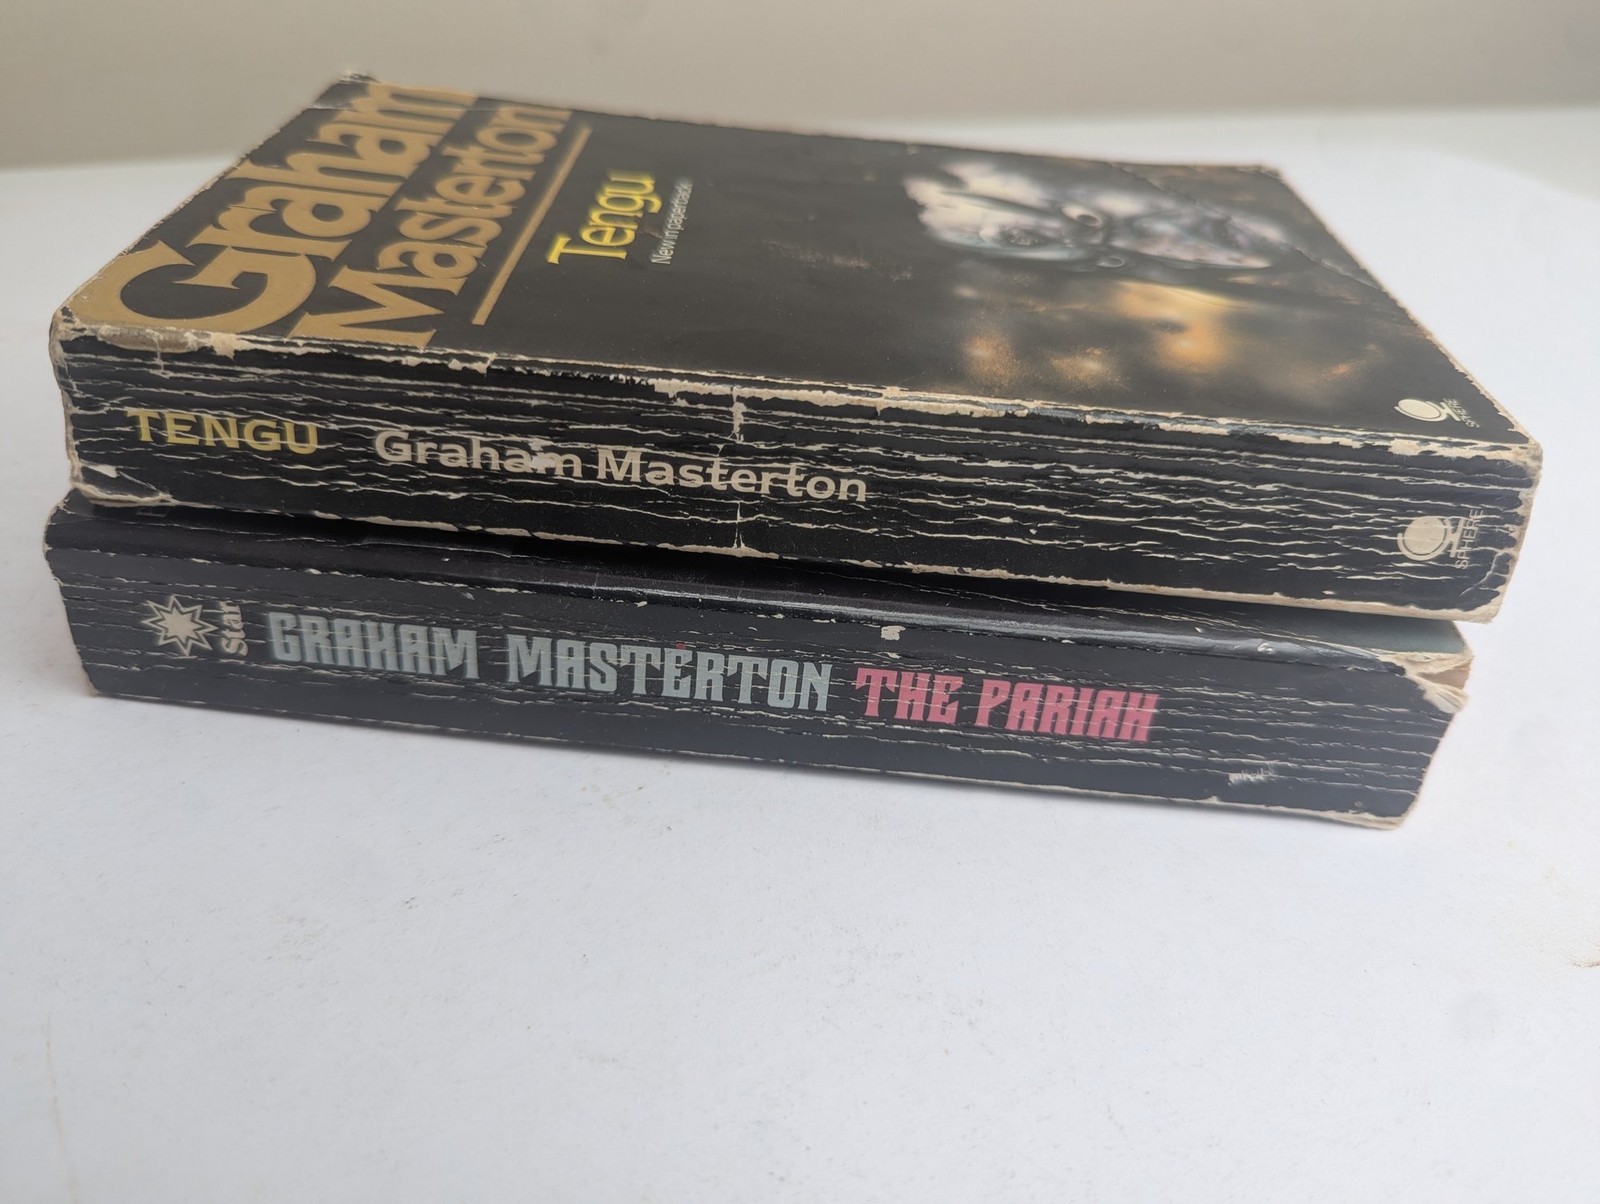 Graham
Masterton
Tengu
New in paperback
SPHERE
TENGU Graham Masterton
SPHERE
Star GRAHAM MASTERTON THE PARIAH